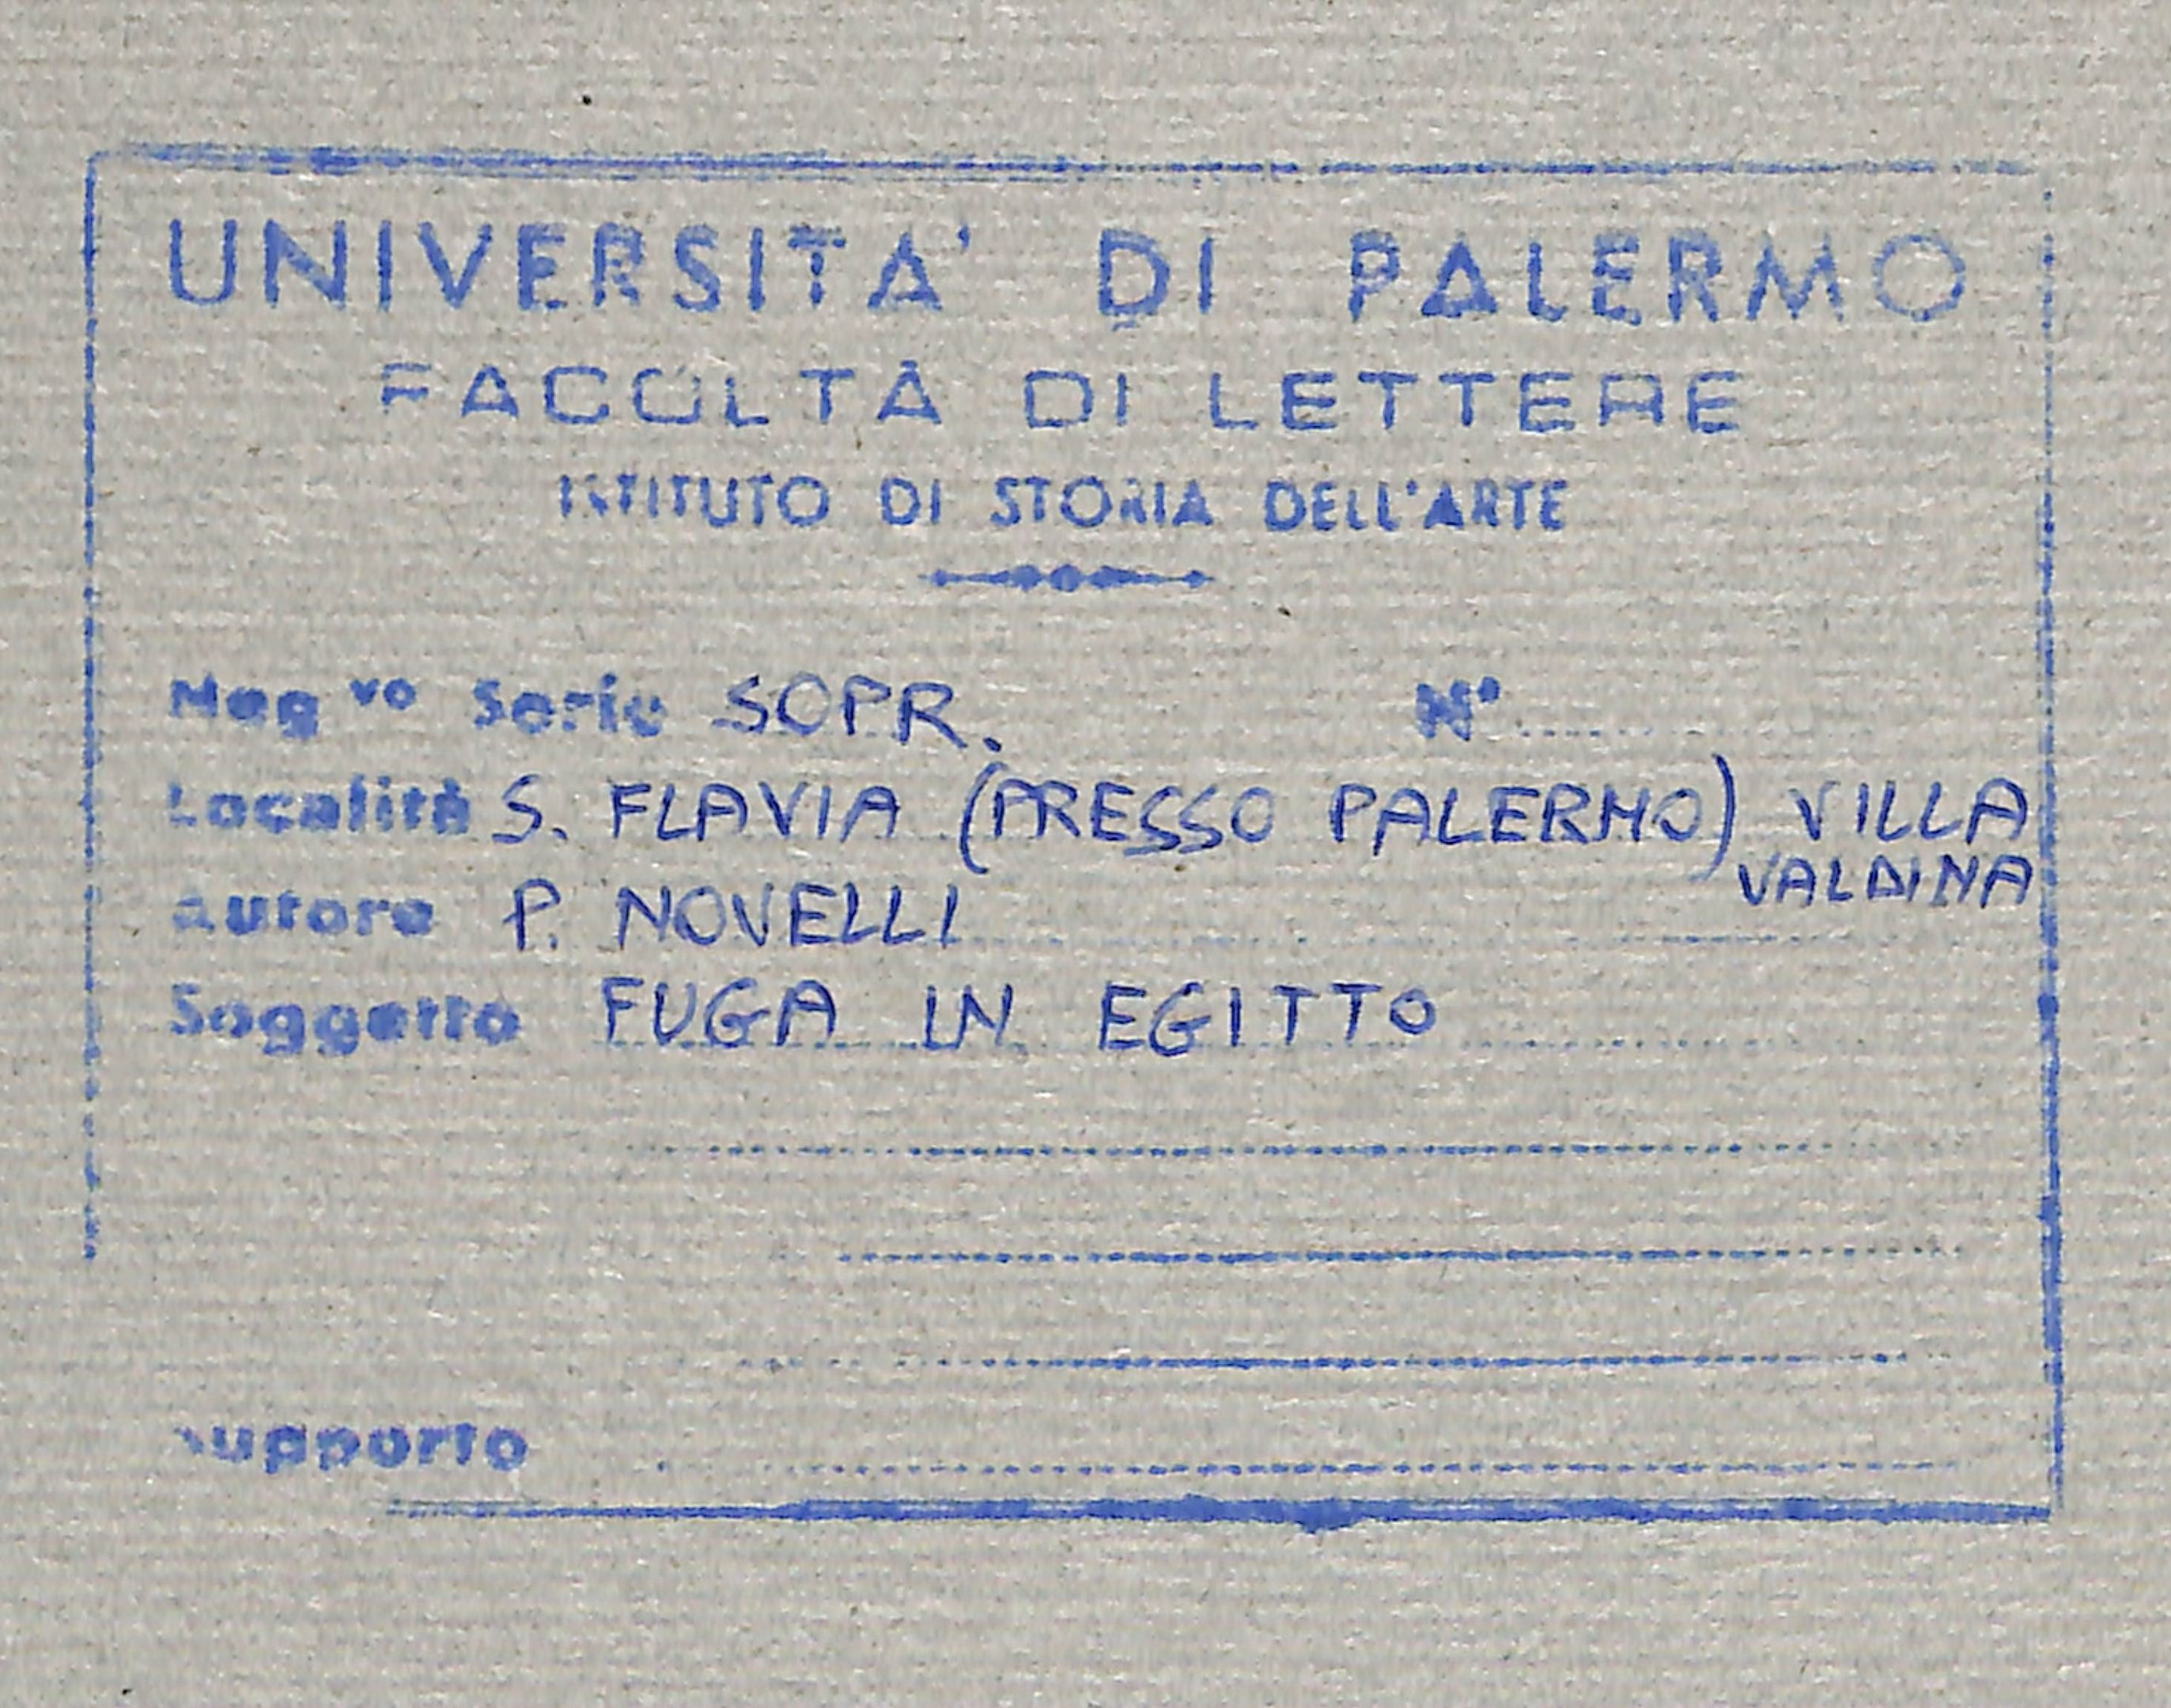 UNIVERSITA' DI PALERMO
FACOLTÀ DI LETTERE
ISTITUTO DI STORIA DELL'ARTE
Neg vo Serie SOPR. N°
Località S. FLAVIA (PRESSO PALERMO) VILLA
VALDINA
Autore P. NOVELLI
Soggetto FUGA IN EGITTO
Supporto